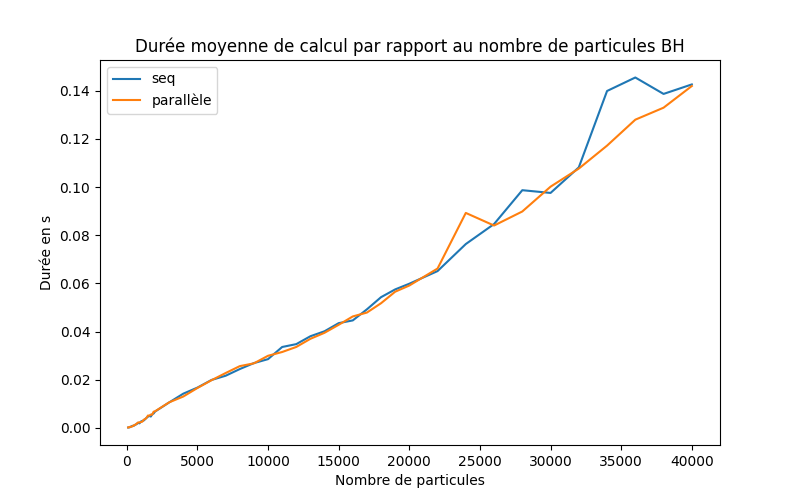 Durée moyenne de calcul par rapport au nombre de particules BH
seq
parallèle
0.14
0.12
0.10
0.08
0.06
0.04
0.02
0.00
Durée en s
0 5000 10000 15000 20000 25000 30000 35000 40000
Nombre de particules